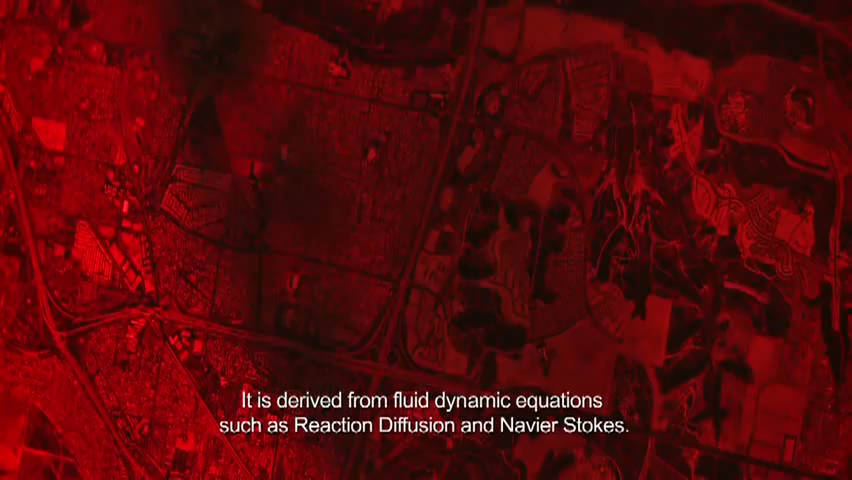 It is derived from fluid dynamic equations
such as Reaction Diffusion and Navier Stokes.